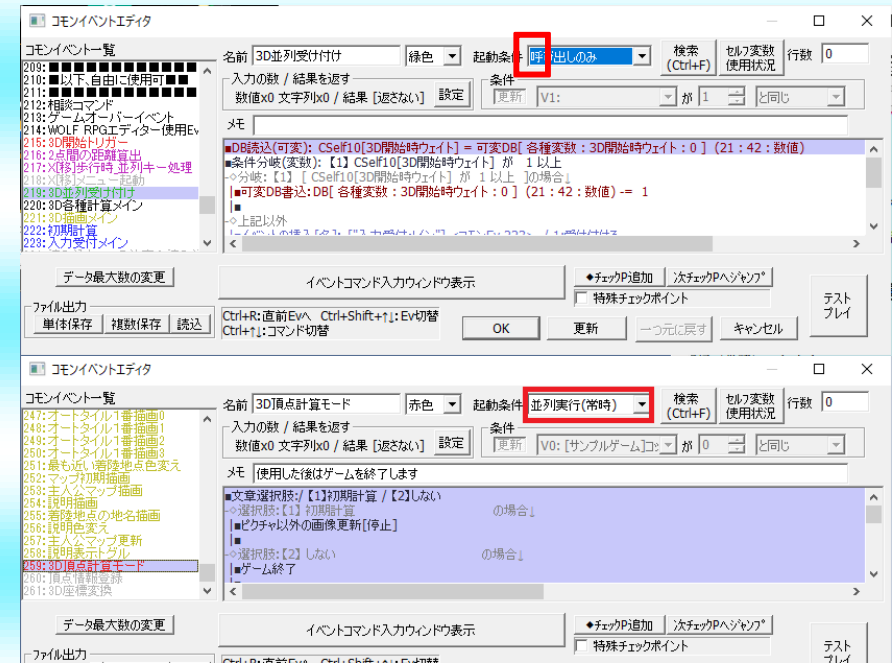 コモンイベントエディタ
コモンイベント一覧
209:■■■■■■■■■■■■
210:■以下、自由に使用可■■
211:■■■■■■■■■■■■
212:相談コマンド
213:ゲームオーバーイベント
214:WOLF RPGエディター使用Ev
215:3D開始トリガー
216:2点間の距離算出
217:X[移]歩行時_並列キー処理
218:X[移]メニュー起動
219:3D並列受け付け
220:3D各種計算メイン
221:3D描画メイン
222:初期計算
223:入力受付メイン
名前 3D並列受け付け 緑色 起動条件 呼び出しのみ 検索 (Ctrl+F) セルフ変数 使用状況 行数 0
入力の数 / 結果を返す
数値x0 文字列x0 / 結果 [返さない] 設定
条件
更新 V1: が 1 と同じ
メモ
■DB読込(可変): CSelf10[3D開始時ウェイト] = 可変DB[ 各種変数 : 3D開始時ウェイト : 0 ] (21 : 42 : 数値)
■条件分岐(変数): 【1】 CSelf10[3D開始時ウェイト] が 1 以上
-◇分岐: 【1】 [ CSelf10[3D開始時ウェイト] が 1 以上 ]の場合↓
|■可変DB書込:DB[ 各種変数 : 3D開始時ウェイト : 0 ] (21 : 42 : 数値) -= 1
|■
-◇上記以外
データ最大数の変更
イベントコマンド入力ウィンドウ表示
◆チェックP追加 次チェックPへジャンプ
特殊チェックポイント
ファイル出力
単体保存 複数保存 読込
Ctrl+R:直前Evへ Ctrl+Shift+↑↓:Ev切替
Ctrl+↑↓:コマンド切替
OK 更新 一つ元に戻す キャンセル
テスト
プレイ
コモンイベントエディタ
コモンイベント一覧
247:オートタイル1番描画0
248:オートタイル1番描画1
249:オートタイル1番描画2
250:オートタイル1番描画3
251:最も近い着陸地点色変え
252:マップ初期描画
253:主人公マップ描画
254:説明描画
255:着陸地点の地名描画
256:説明色変え
257:主人公マップ更新
258:説明表示トグル
259:3D頂点計算モード
260:頂点情報登録
261:3D座標変換
名前 3D頂点計算モード 赤色 起動条件 並列実行(常時) 検索 (Ctrl+F) セルフ変数 使用状況 行数 0
入力の数 / 結果を返す
数値x0 文字列x0 / 結果 [返さない] 設定
条件
更新 V0: [サンプルゲーム]コ が 0 と同じ
メモ 使用した後はゲームを終了します
■文章選択肢:/ 【1】初期計算 / 【2】しない
-◇選択肢:【1】 初期計算 の場合↓
|■ピクチャ以外の画像更新[停止]
|■
-◇選択肢:【2】 しない の場合↓
|■ゲーム終了
データ最大数の変更
イベントコマンド入力ウィンドウ表示
◆チェックP追加 次チェックPへジャンプ
特殊チェックポイント
ファイル出力
Ctrl+R:直前Evへ Ctrl+Shift+↑↓:Ev切替
テスト
プレイ